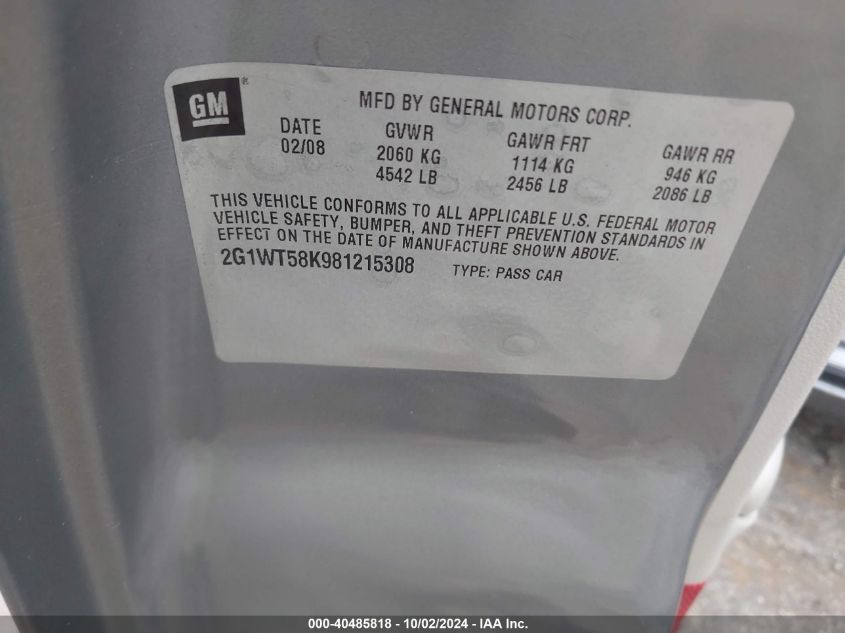 GM ®
MFD BY GENERAL MOTORS CORP.
DATE GVWR GAWR FRT GAWR RR
02/08 2060 KG 1114 KG 946 KG
4542 LB 2456 LB 2086 LB
THIS VEHICLE CONFORMS TO ALL APPLICABLE U.S. FEDERAL MOTOR
VEHICLE SAFETY, BUMPER, AND THEFT PREVENTION STANDARDS IN
EFFECT ON THE DATE OF MANUFACTURE SHOWN ABOVE.
2G1WT58K981215308 TYPE: PASS CAR
000-40485818 - 10/02/2024 - IAA Inc.